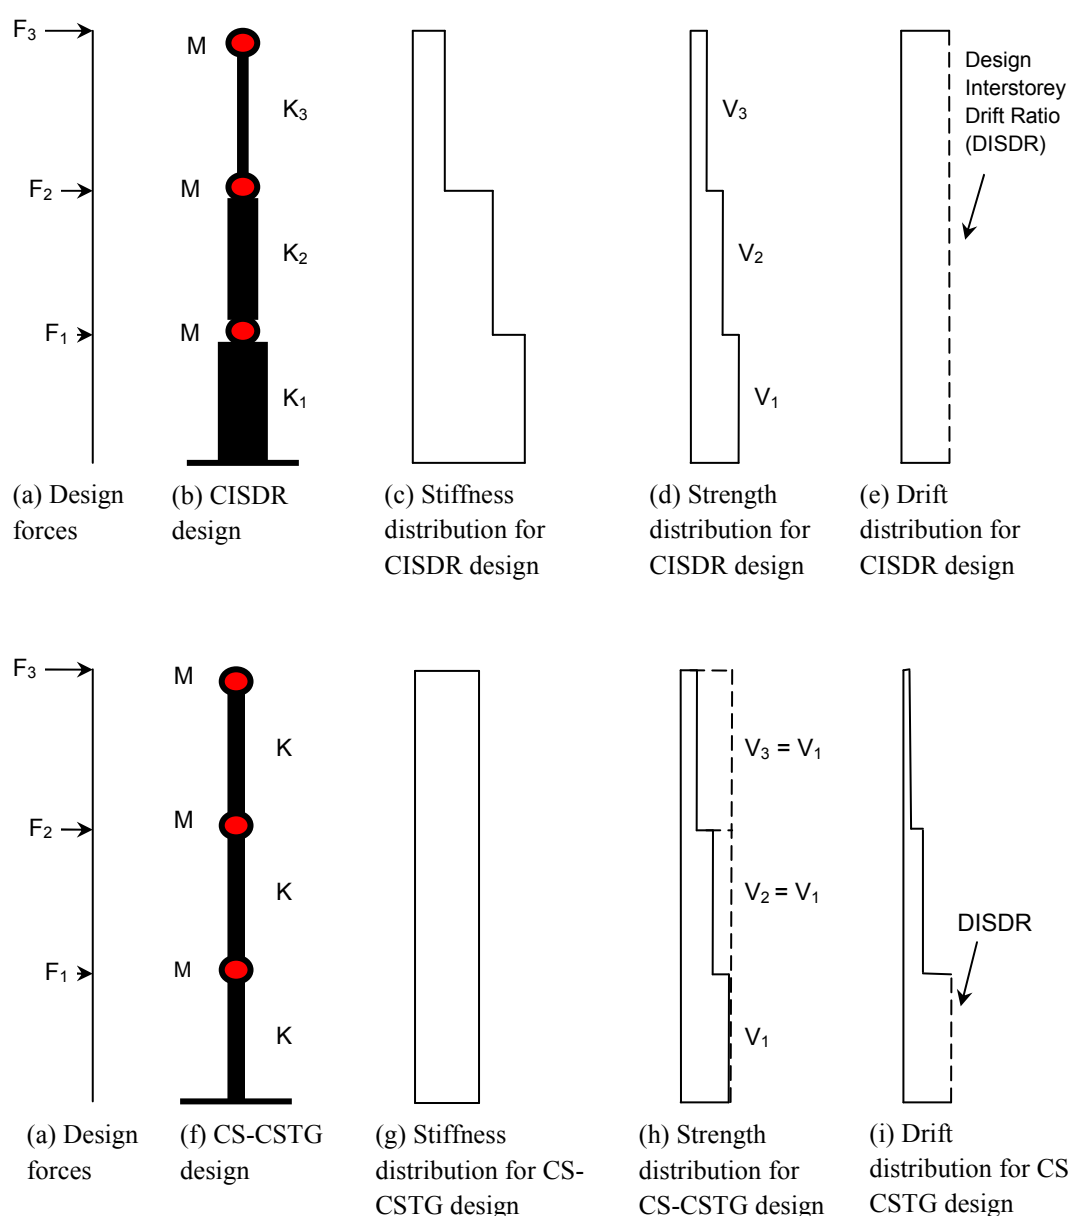 F3
M
K3
F2
M
K2
F1
M
K1
V3
V2
V1
Design
Interstorey
Drift Ratio
(DISDR)
(a) Design
forces
(b) CISDR
design
(c) Stiffness
distribution for
CISDR design
(d) Strength
distribution for
CISDR design
(e) Drift
distribution for
CISDR design
F3
M
K
F2
M
K
F1
M
K
V3 = V1
V2 = V1
V1
DISDR
(a) Design
forces
(f) CS-CSTG
design
(g) Stiffness
distribution for CS-
CSTG design
(h) Strength
distribution for
CS-CSTG design
(i) Drift
distribution for CS
CSTG design